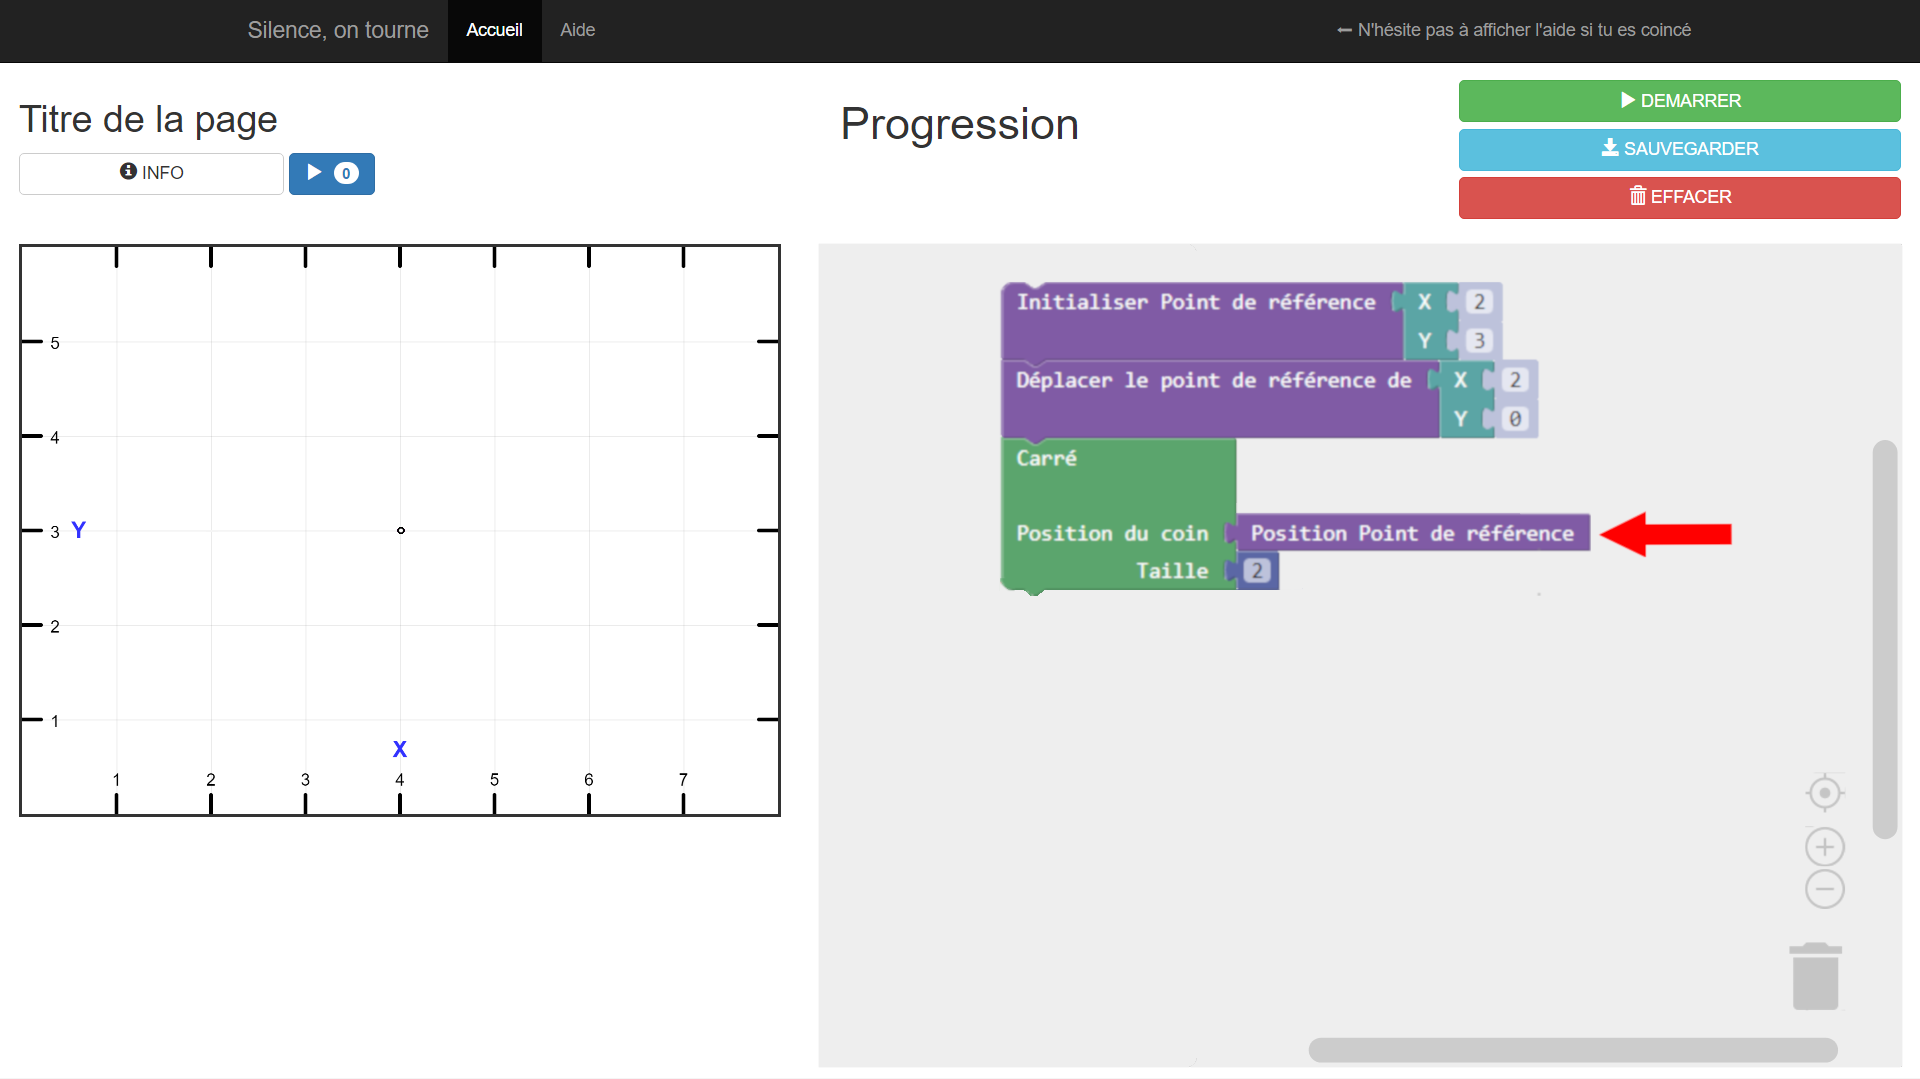 Silence, on tourne Accueil Aide N'hésite pas à afficher l'aide si tu es coincé
Titre de la page
INFO 0
Progression
DEMARRER
SAUVEGARDER
EFFACER
5
4
3 Y
2
1
X
1 2 3 4 5 6 7
Initialiser Point de référence X 2
Y 3
Déplacer le point de référence de X 2
Y 0
Carré
Position du coin Position Point de référence
Taille 2